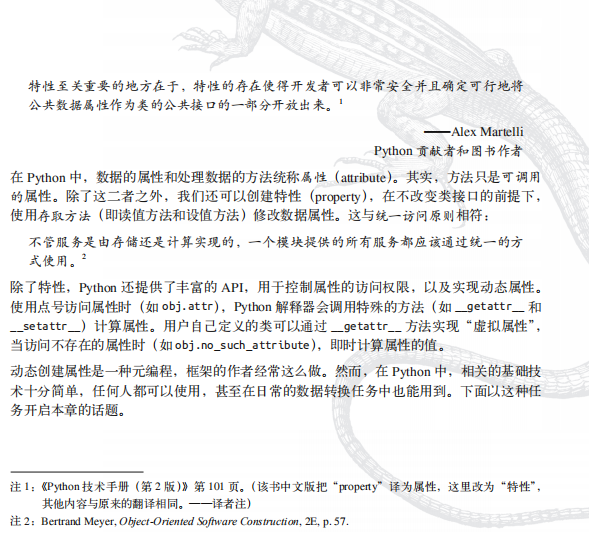 特性至关重要的地方在于，特性的存在使得开发者可以非常安全并且确定可行地将
公共数据属性作为类的公共接口的一部分开放出来。1
——Alex Martelli
Python 贡献者和图书作者
在 Python 中，数据的属性和处理数据的方法统称属性（attribute）。其实，方法只是可调用
的属性。除了这二者之外，我们还可以创建特性（property），在不改变类接口的前提下，
使用存取方法（即读值方法和设值方法）修改数据属性。这与统一访问原则相符：
不管服务是由存储还是计算实现的，一个模块提供的所有服务都应该通过统一的方
式使用。2
除了特性，Python 还提供了丰富的 API，用于控制属性的访问权限，以及实现动态属性。
使用点号访问属性时（如 obj.attr），Python 解释器会调用特殊的方法（如 __getattr__ 和
__setattr__）计算属性。用户自己定义的类可以通过 __getattr__ 方法实现“虚拟属性”，
当访问不存在的属性时（如 obj.no_such_attribute），即时计算属性的值。
动态创建属性是一种元编程，框架的作者经常这么做。然而，在 Python 中，相关的基础技
术十分简单，任何人都可以使用，甚至在日常的数据转换任务中也能用到。下面以这种任
务开启本章的话题。
注 1：《Python 技术手册（第 2 版）》第 101 页。（该书中文版把“property”译为属性，这里改为“特性”，
其他内容与原来的翻译相同。——译者注）
注 2：Bertrand Meyer, Object-Oriented Software Construction, 2E, p. 57.